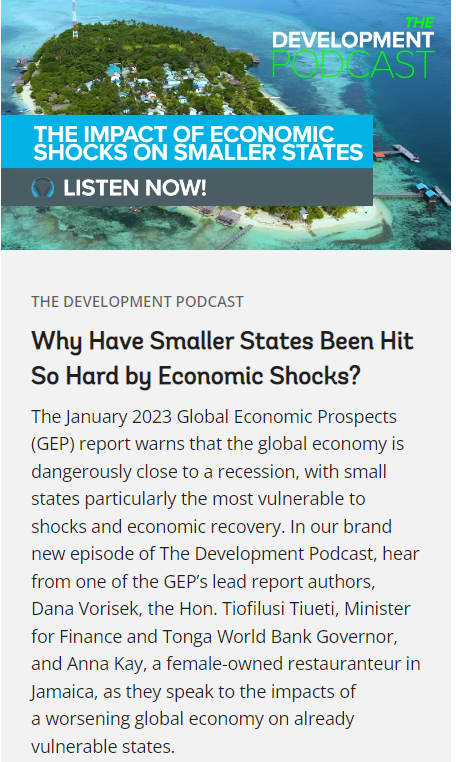 THE
DEVELOPMENT
PODCAST
THE IMPACT OF ECONOMIC
SHOCKS ON SMALLER STATES
LISTEN NOW!
THE DEVELOPMENT PODCAST
Why Have Smaller States Been Hit
So Hard by Economic Shocks?
The January 2023 Global Economic Prospects
(GEP) report warns that the global economy is
dangerously close to a recession, with small
states particularly the most vulnerable to
shocks and economic recovery. In our brand
new episode of The Development Podcast, hear
from one of the GEP’s lead report authors,
Dana Vorisek, the Hon. Tiofilusi Tiueti, Minister
for Finance and Tonga World Bank Governor,
and Anna Kay, a female-owned restauranteur in
Jamaica, as they speak to the impacts of
a worsening global economy on already
vulnerable states.